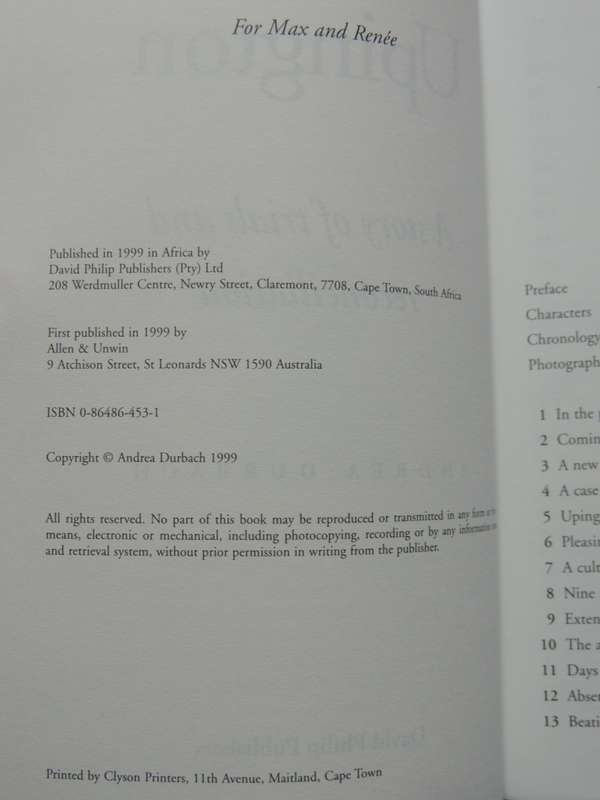 For Max and Renée
Published in 1999 in Africa by
David Philip Publishers (Pty) Ltd
208 Werdmuller Centre, Newry Street, Claremont, 7708, Cape Town, South Africa
First published in 1999 by
Allen & Unwin
9 Atchison Street, St Leonards NSW 1590 Australia
ISBN 0-86486-453-1
Copyright © Andrea Durbach 1999
All rights reserved. No part of this book may be reproduced or transmitted in any form or by
means, electronic or mechanical, including photocopying, recording or by any information
and retrieval system, without prior permission in writing from the publisher.
Printed by Clyson Printers, 11th Avenue, Maitland, Cape Town
Preface
Characters
Chronology
Photograph
1 In the
2 Comin
3 A new
4 A case
5 Uping
6 Pleasin
7 A cult
8 Nine
9 Exten
10 The a
11 Days
12 Absen
13 Beati